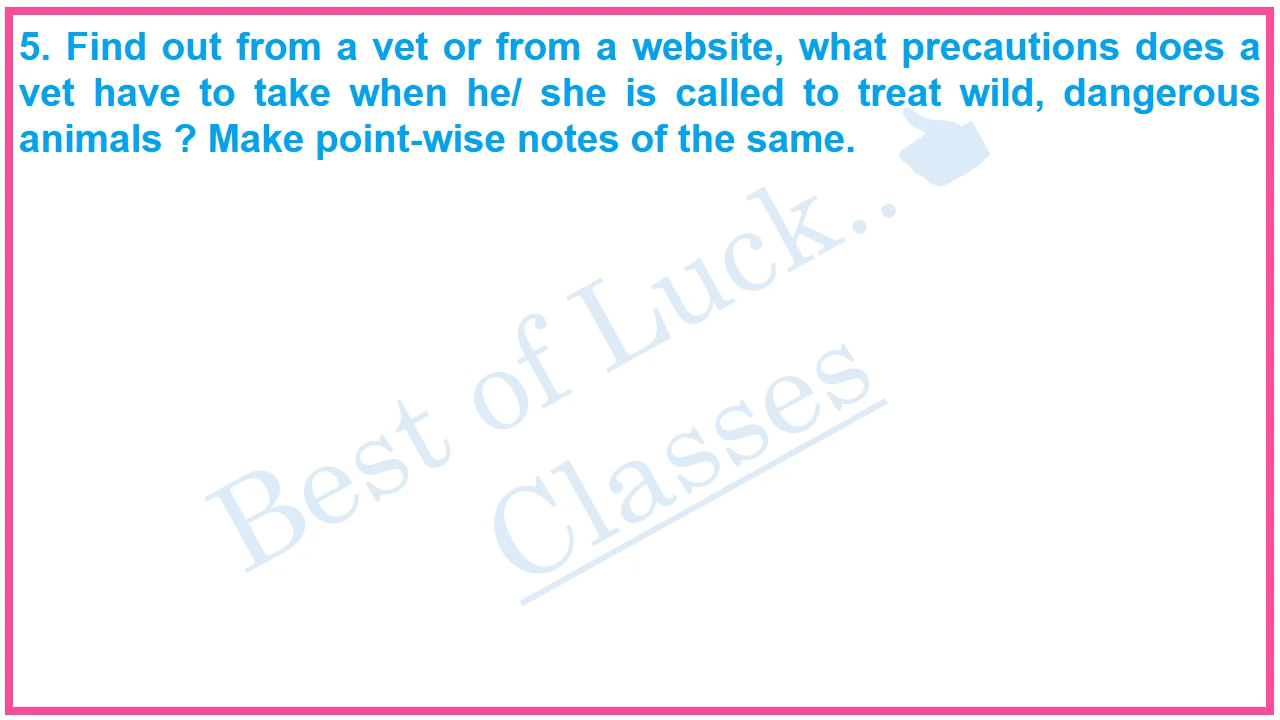 5. Find out from a vet or from a website, what precautions does a
vet have to take when he/ she is called to treat wild, dangerous
animals ? Make point-wise notes of the same.
Best of Luck..
Classes